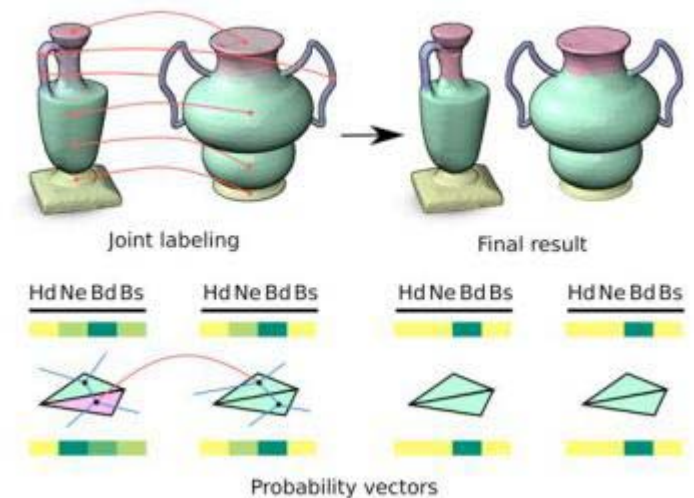 Joint labeling
Final result
Hd Ne Bd Bs
Hd Ne Bd Bs
Hd Ne Bd Bs
Hd Ne Bd Bs
Probability vectors